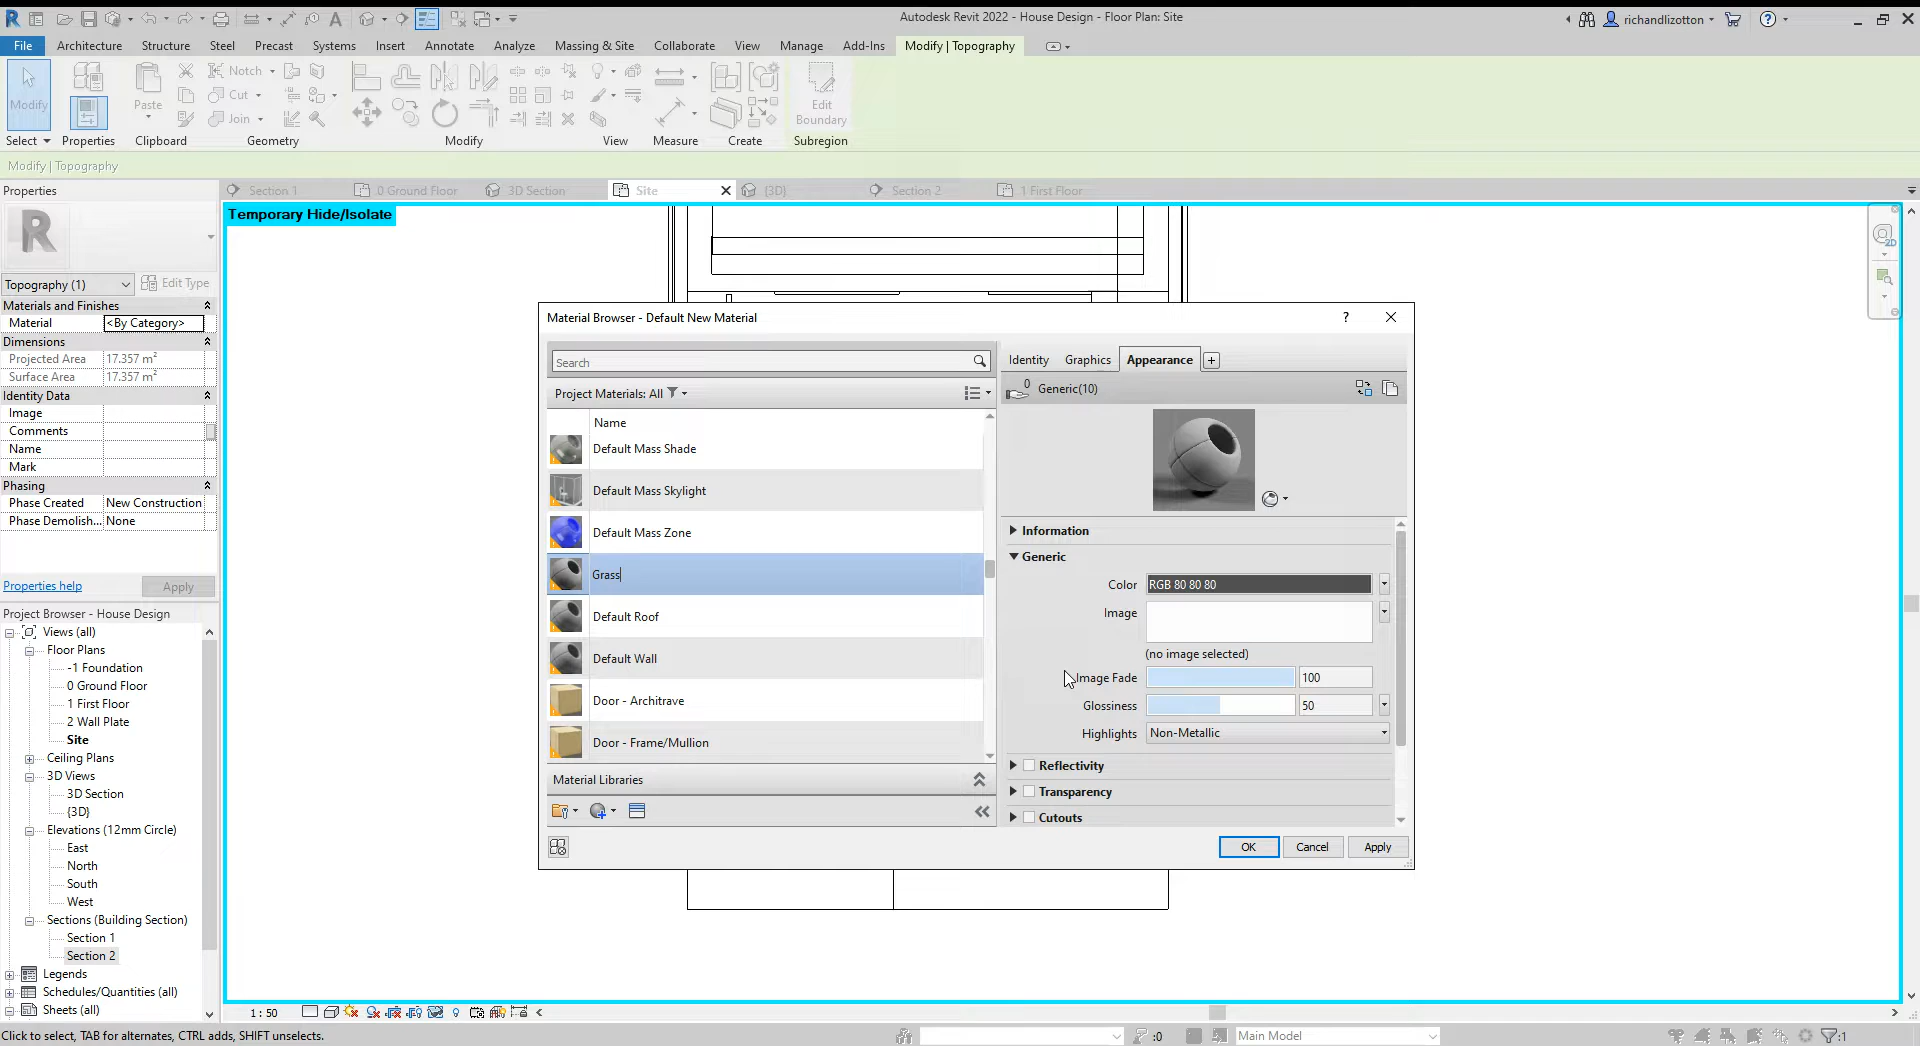 Autodesk Revit 2022 - House Design - Floor Plan: Site
richandlizotton
File Architecture Structure Steel Precast Systems Insert Annotate Analyze Massing & Site Collaborate View Manage Add-Ins Modify | Topography
Modify
Paste
Notch
Cut
Join
Edit
Boundary
Select Properties Clipboard Geometry Modify View Measure Create Subregion
Modify | Topography
Properties
Section 1 0 Ground Floor 3D Section Site {3D} Section 2 1 First Floor
Temporary Hide/Isolate
2D
Topography (1) Edit Type
Materials and Finishes
Material <By Category>
Dimensions
Projected Area 17.357 m²
Surface Area 17.357 m²
Identity Data
Image
Comments
Name
Mark
Phasing
Phase Created New Construction
Phase Demolish... None
Properties help Apply
Project Browser - House Design
Views (all)
Floor Plans
-1 Foundation
0 Ground Floor
1 First Floor
2 Wall Plate
Site
Ceiling Plans
3D Views
3D Section
{3D}
Elevations (12mm Circle)
East
North
South
West
Sections (Building Section)
Section 1
Section 2
Legends
Schedules/Quantities (all)
Sheets (all)
Material Browser - Default New Material
Search
Project Materials: All
Name
Default Mass Shade
Default Mass Skylight
Default Mass Zone
Grass
Default Roof
Default Wall
Door - Architrave
Door - Frame/Mullion
Material Libraries
Identity Graphics Appearance
0
Generic(10)
Information
Generic
Color RGB 80 80 80
Image
(no image selected)
Image Fade 100
Glossiness 50
Highlights Non-Metallic
Reflectivity
Transparency
Cutouts
OK Cancel Apply
1 : 50
Click to select, TAB for alternates, CTRL adds, SHIFT unselects.
:0
Main Model
:1